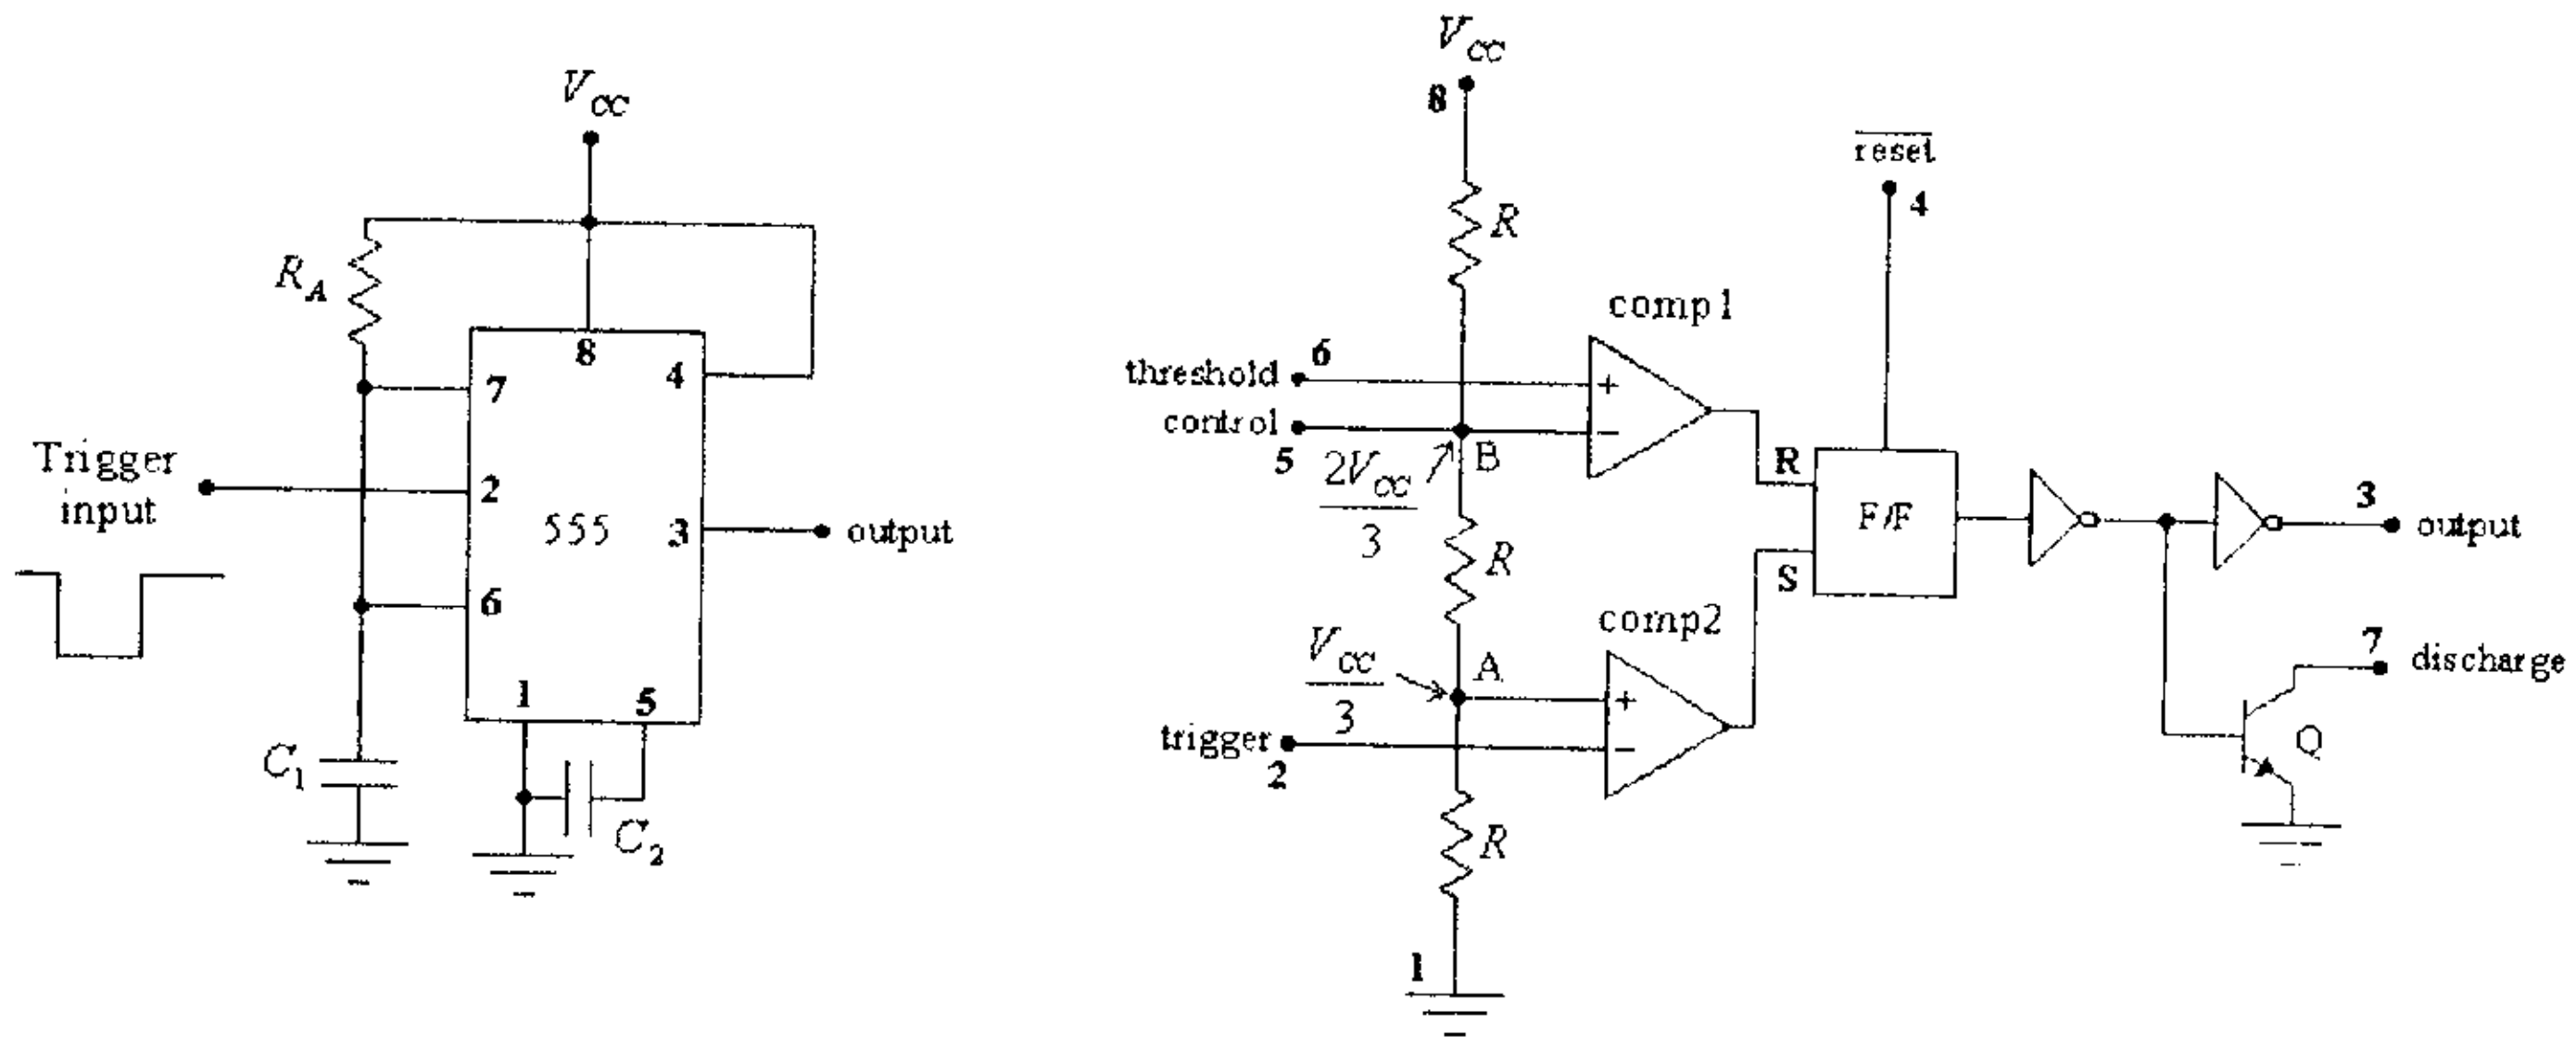 V_CC
R_A
8
4
7
Trigger
input
2
555
3
output
6
1
5
C_1
C_2
V_CC
8
reset
4
R
comp1
threshold
6
+
control
5
−
B
2V_CC
3
R
F/F
S
3
output
R
comp2
V_CC
3
A
+
trigger
2
−
7
discharge
Q
R
1